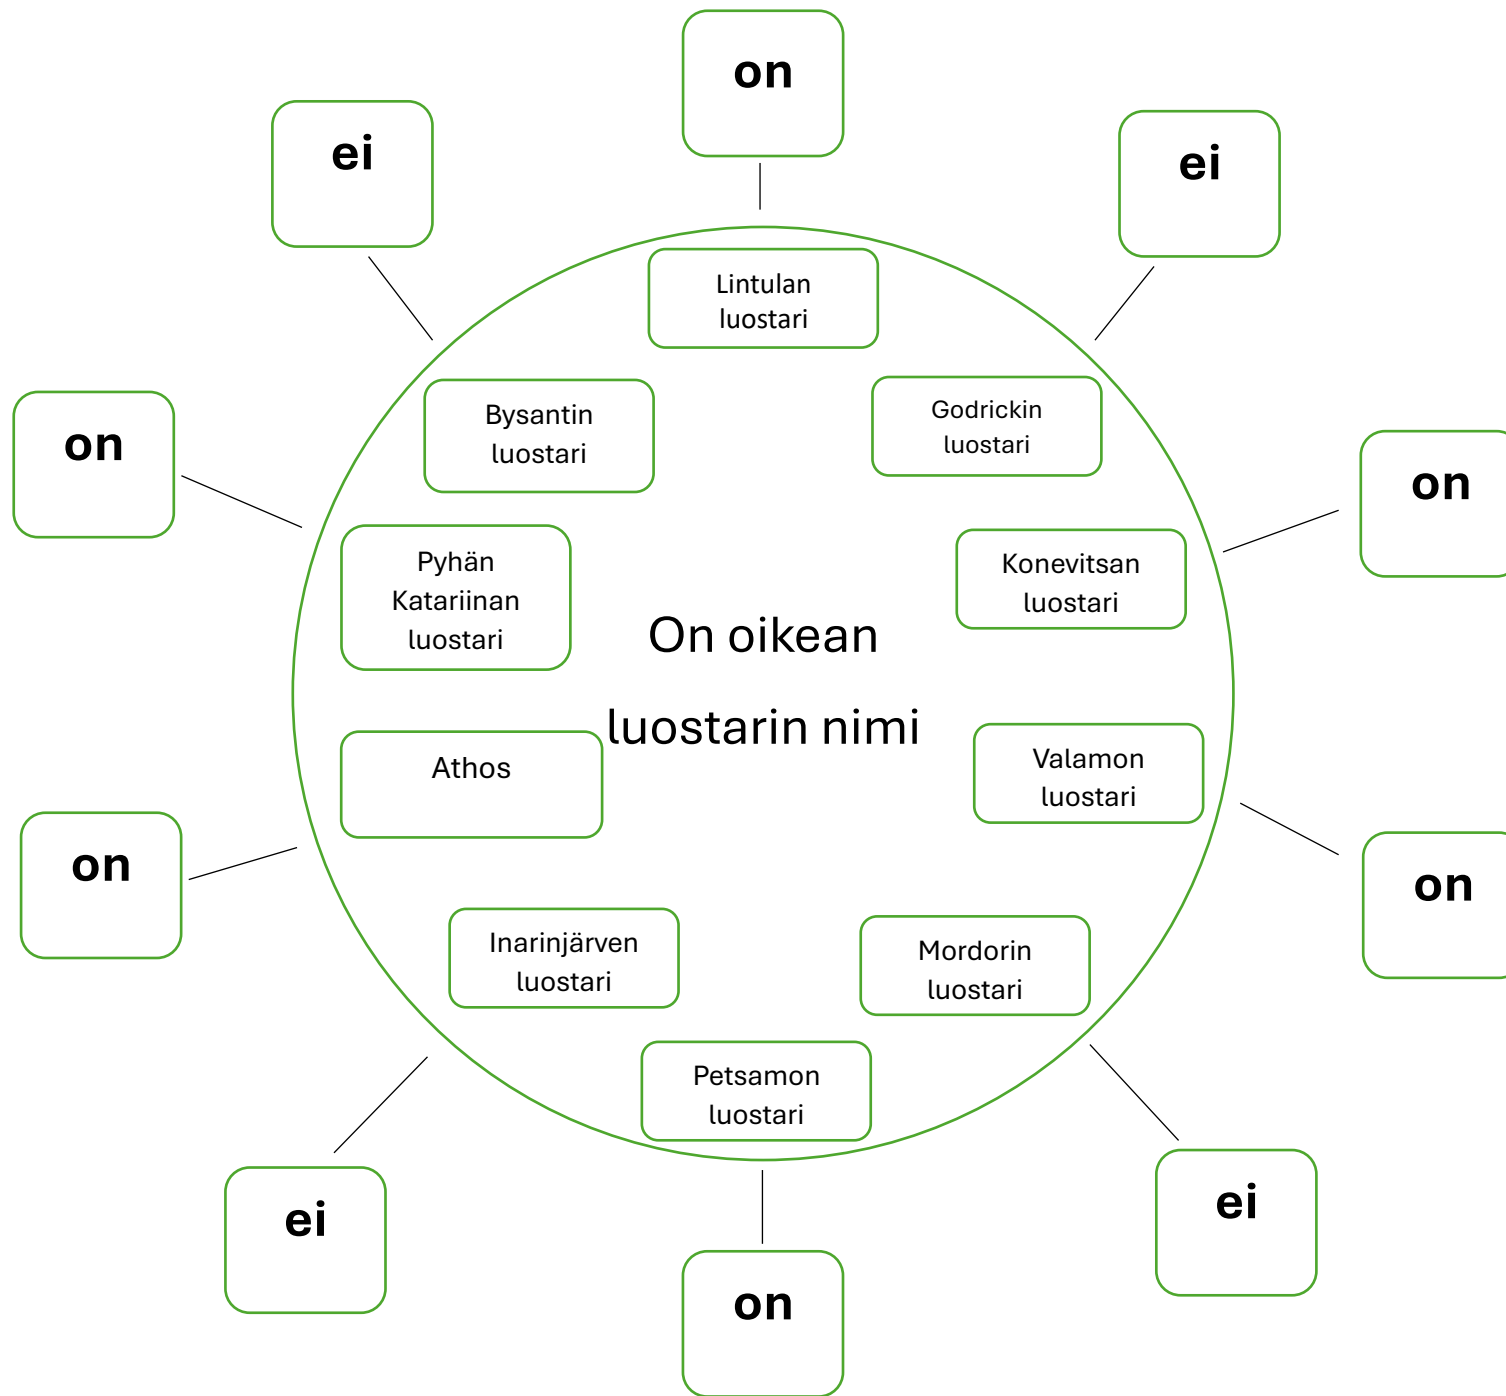 on
ei
ei
Lintulan
luostari
Bysantin
luostari
Godrickin
luostari
on
on
Pyhän
Katariinan
luostari
Konevitsan
luostari
On oikean
luostarin nimi
Athos
Valamon
luostari
on
on
Inarinjärven
luostari
Mordorin
luostari
Petsamon
luostari
ei
ei
on